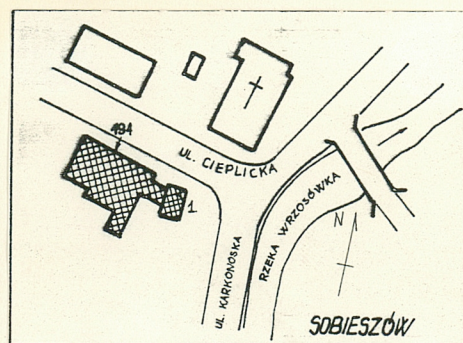 194
UL. CIEPLICKA
1
UL. KARKONOSKA
RZEKA WRZOSÓWKA
N
SOBIESZÓW